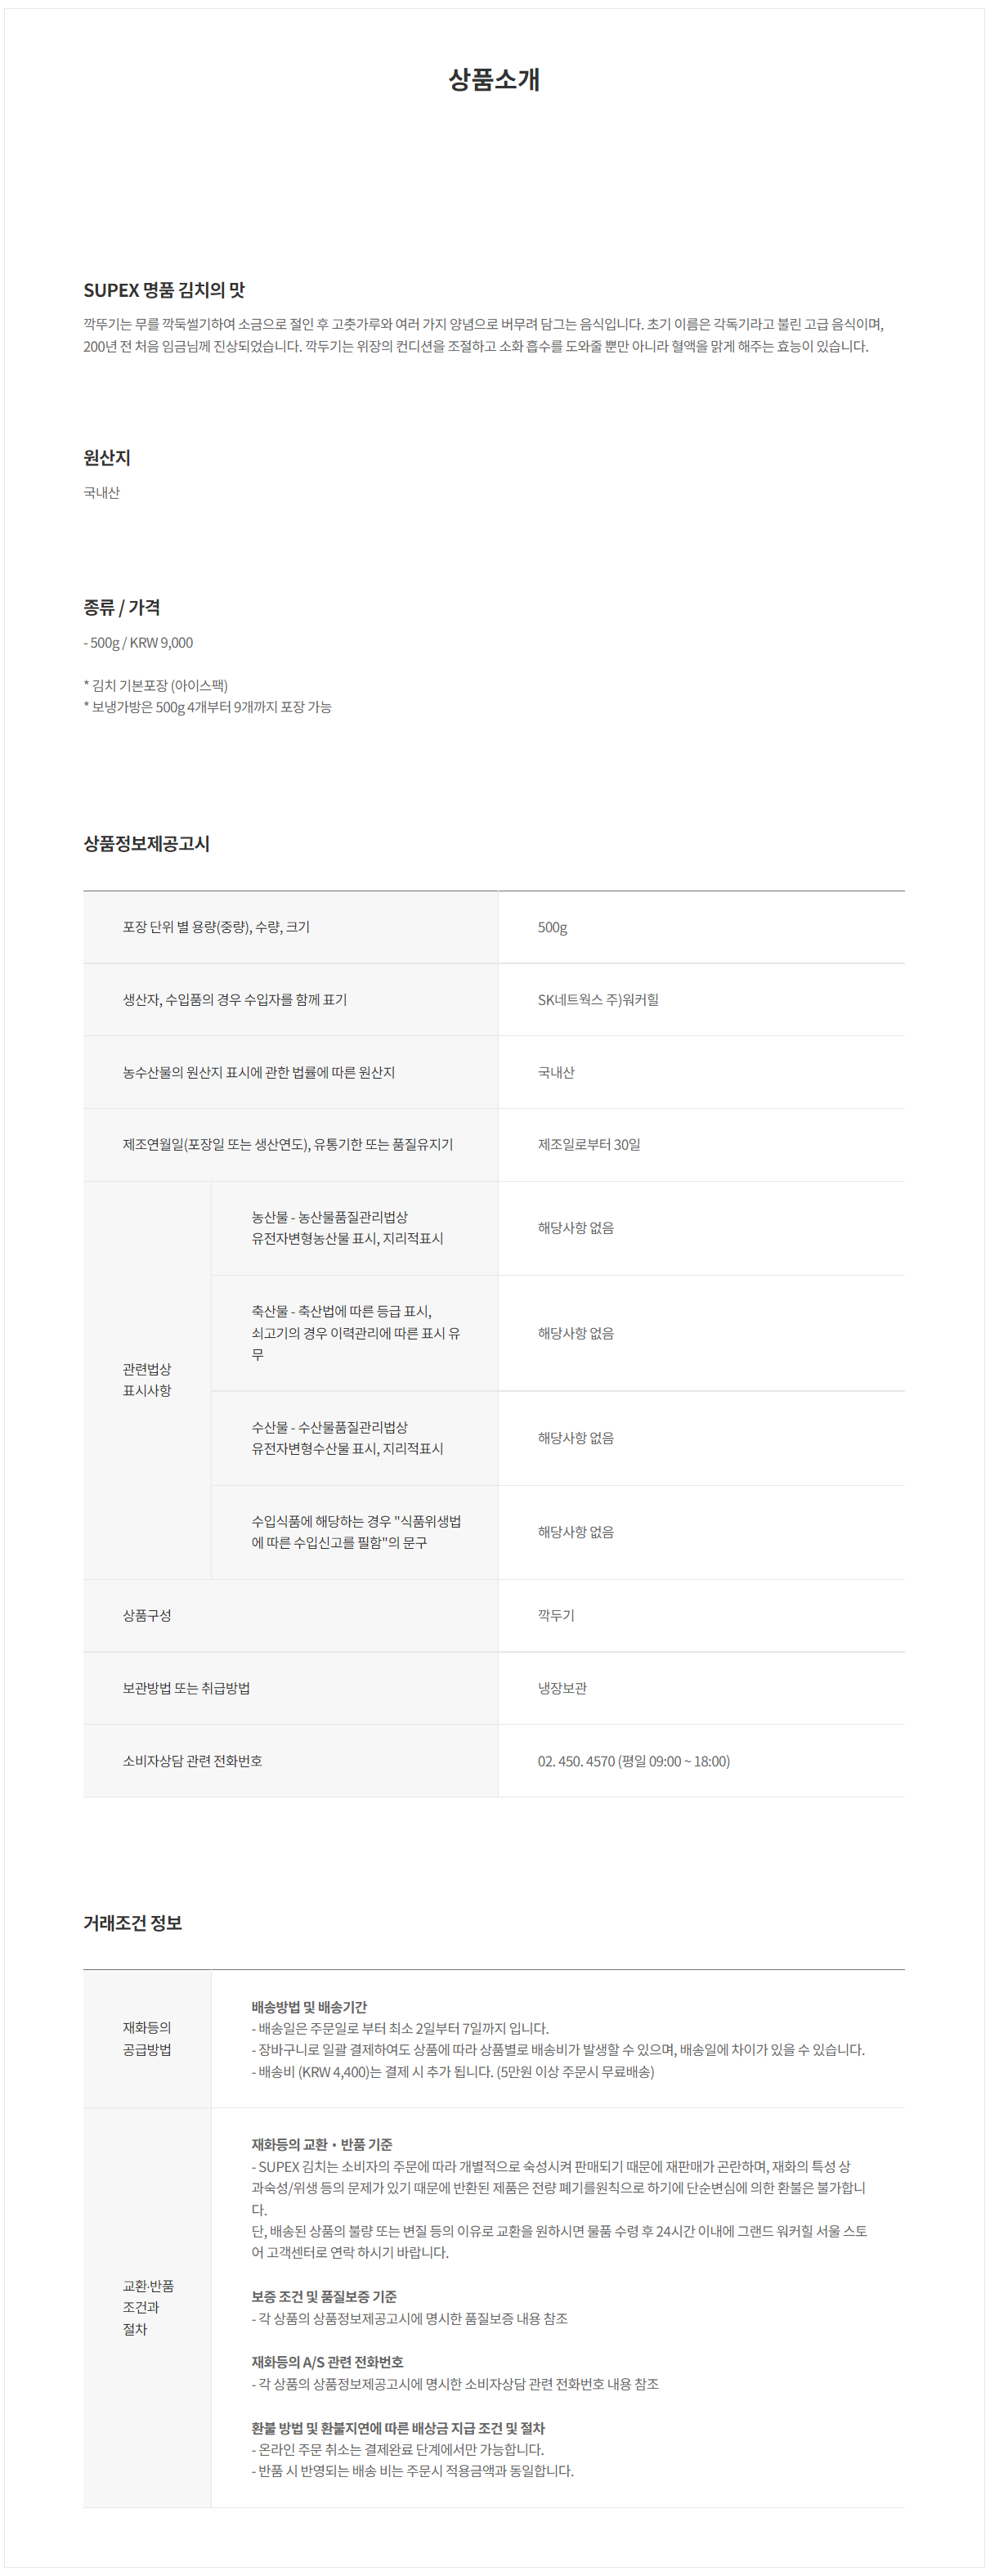 상품소개
SUPEX 명품 김치의 맛
깍뚜기는 무를 깍둑썰기하여 소금으로 절인 후 고춧가루와 여러 가지 양념으로 버무려 담그는 음식입니다. 초기 이름은 각독기라고 불린 고급 음식이며,
200년 전 처음 임금님께 진상되었습니다. 깍두기는 위장의 컨디션을 조절하고 소화 흡수를 도와줄 뿐만 아니라 혈액을 맑게 해주는 효능이 있습니다.
원산지
국내산
종류 / 가격
- 500g / KRW 9,000
* 김치 기본포장 (아이스팩)
* 보냉가방은 500g 4개부터 9개까지 포장 가능
상품정보제공고시
포장 단위 별 용량(중량), 수량, 크기
500g
생산자, 수입품의 경우 수입자를 함께 표기
SK네트웍스 주)워커힐
농수산물의 원산지 표시에 관한 법률에 따른 원산지
국내산
제조연월일(포장일 또는 생산연도), 유통기한 또는 품질유지기
제조일로부터 30일
관련법상
표시사항
농산물 - 농산물품질관리법상
유전자변형농산물 표시, 지리적표시
해당사항 없음
축산물 - 축산법에 따른 등급 표시,
쇠고기의 경우 이력관리에 따른 표시 유
무
해당사항 없음
수산물 - 수산물품질관리법상
유전자변형수산물 표시, 지리적표시
해당사항 없음
수입식품에 해당하는 경우 "식품위생법
에 따른 수입신고를 필함"의 문구
해당사항 없음
상품구성
깍두기
보관방법 또는 취급방법
냉장보관
소비자상담 관련 전화번호
02. 450. 4570 (평일 09:00 ~ 18:00)
거래조건 정보
재화등의
공급방법
배송방법 및 배송기간
- 배송일은 주문일로 부터 최소 2일부터 7일까지 입니다.
- 장바구니로 일괄 결제하여도 상품에 따라 상품별로 배송비가 발생할 수 있으며, 배송일에 차이가 있을 수 있습니다.
- 배송비 (KRW 4,400)는 결제 시 추가 됩니다. (5만원 이상 주문시 무료배송)
교환·반품
조건과
절차
재화등의 교환・반품 기준
- SUPEX 김치는 소비자의 주문에 따라 개별적으로 숙성시켜 판매되기 때문에 재판매가 곤란하며, 재화의 특성 상
과숙성/위생 등의 문제가 있기 때문에 반환된 제품은 전량 폐기를원칙으로 하기에 단순변심에 의한 환불은 불가합니
다.
단, 배송된 상품의 불량 또는 변질 등의 이유로 교환을 원하시면 물품 수령 후 24시간 이내에 그랜드 워커힐 서울 스토
어 고객센터로 연락 하시기 바랍니다.
보증 조건 및 품질보증 기준
- 각 상품의 상품정보제공고시에 명시한 품질보증 내용 참조
재화등의 A/S 관련 전화번호
- 각 상품의 상품정보제공고시에 명시한 소비자상담 관련 전화번호 내용 참조
환불 방법 및 환불지연에 따른 배상금 지급 조건 및 절차
- 온라인 주문 취소는 결제완료 단계에서만 가능합니다.
- 반품 시 반영되는 배송 비는 주문시 적용금액과 동일합니다.